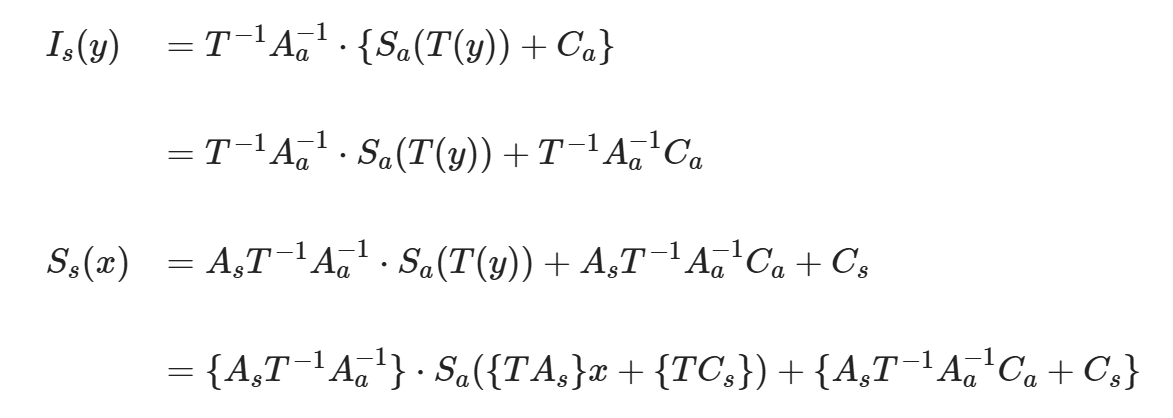 I_s(y) = T^{-1}A_a^{-1} · {S_a(T(y)) + C_a}
= T^{-1}A_a^{-1} · S_a(T(y)) + T^{-1}A_a^{-1}C_a
S_s(x) = A_sT^{-1}A_a^{-1} · S_a(T(y)) + A_sT^{-1}A_a^{-1}C_a + C_s
= {A_sT^{-1}A_a^{-1}} · S_a({TA_s}x + {TC_s}) + {A_sT^{-1}A_a^{-1}C_a + C_s}